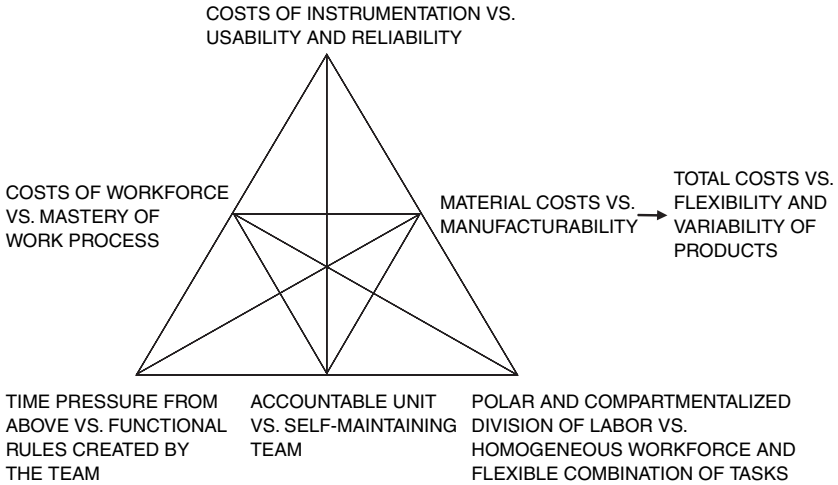 COSTS OF INSTRUMENTATION VS.
USABILITY AND RELIABILITY
COSTS OF WORKFORCE
VS. MASTERY OF
WORK PROCESS
MATERIAL COSTS VS.
MANUFACTURABILITY
TOTAL COSTS VS.
FLEXIBILITY AND
VARIABILITY OF
PRODUCTS
TIME PRESSURE FROM
ABOVE VS. FUNCTIONAL
RULES CREATED BY
THE TEAM
ACCOUNTABLE UNIT
VS. SELF-MAINTAINING
TEAM
POLAR AND COMPARTMENTALIZED
DIVISION OF LABOR VS.
HOMOGENEOUS WORKFORCE AND
FLEXIBLE COMBINATION OF TASKS